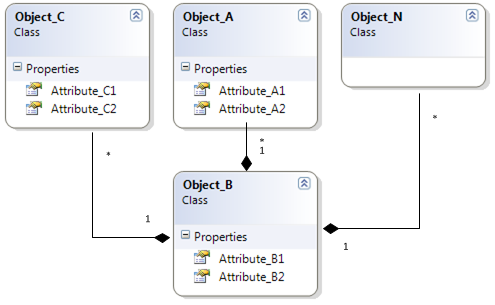 Object_C
Class
Properties
Attribute_C1
Attribute_C2
Object_A
Class
Properties
Attribute_A1
Attribute_A2
Object_N
Class
*
1
*
1
*
1
Object_B
Class
Properties
Attribute_B1
Attribute_B2